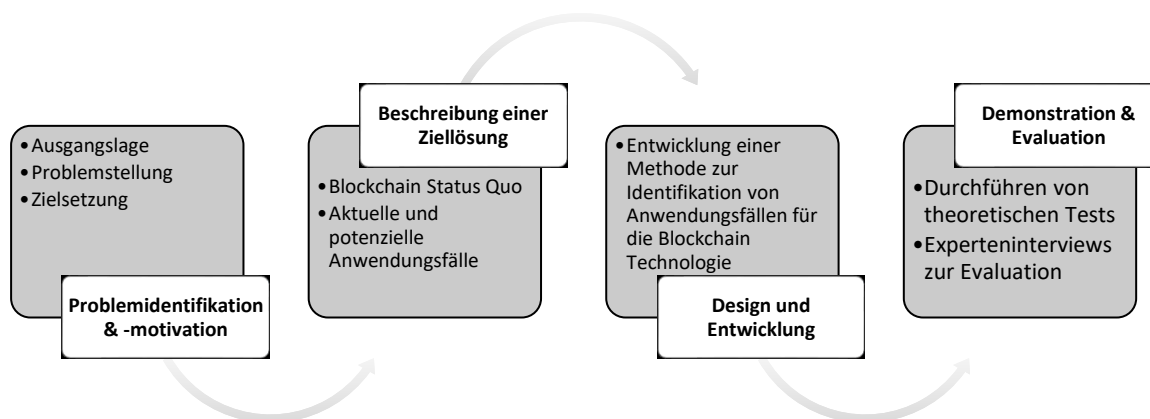 •Ausgangslage
•Problemstellung
•Zielsetzung
Problemidentifikation
& -motivation
Beschreibung einer
Ziellösung
•Blockchain Status Quo
•Aktuelle und
potenzielle
Anwendungsfälle
•Entwicklung einer
Methode zur
Identifikation von
Anwendungsfällen für
die Blockchain
Technologie
Design und
Entwicklung
Demonstration &
Evaluation
•Durchführen von
theoretischen Tests
•Experteninterviews
zur Evaluation